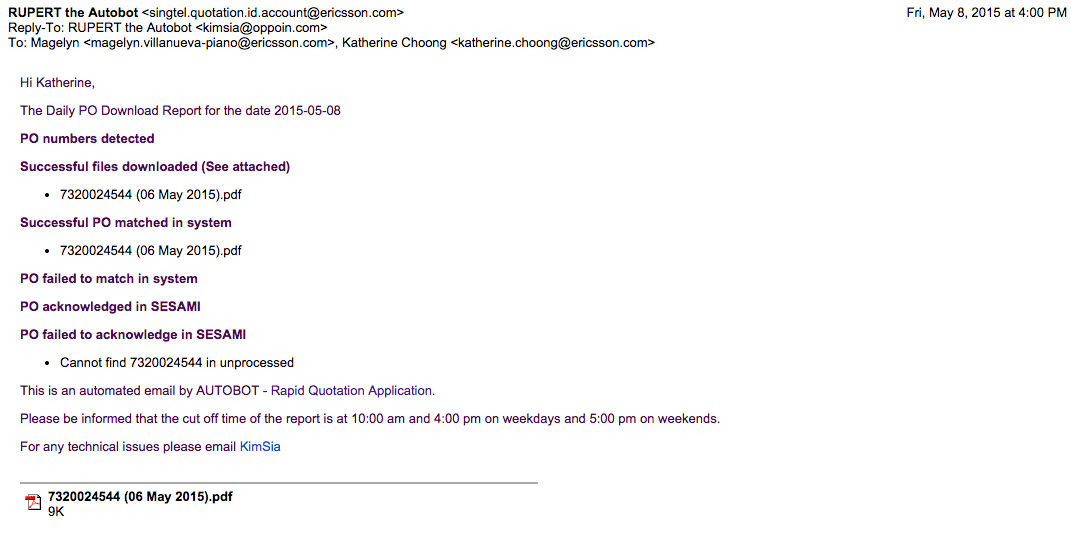 RUPERT the Autobot <singtel.quotation.id.account@ericsson.com> Fri, May 8, 2015 at 4:00 PM
Reply-To: RUPERT the Autobot <kimsia@oppoin.com>
To: Magelyn <magelyn.villanueva-piano@ericsson.com>, Katherine Choong <katherine.choong@ericsson.com>
Hi Katherine,
The Daily PO Download Report for the date 2015-05-08
PO numbers detected
Successful files downloaded (See attached)
• 7320024544 (06 May 2015).pdf
Successful PO matched in system
• 7320024544 (06 May 2015).pdf
PO failed to match in system
PO acknowledged in SESAMI
PO failed to acknowledge in SESAMI
• Cannot find 7320024544 in unprocessed
This is an automated email by AUTOBOT - Rapid Quotation Application.
Please be informed that the cut off time of the report is at 10:00 am and 4:00 pm on weekdays and 5:00 pm on weekends.
For any technical issues please email KimSia
7320024544 (06 May 2015).pdf
9K